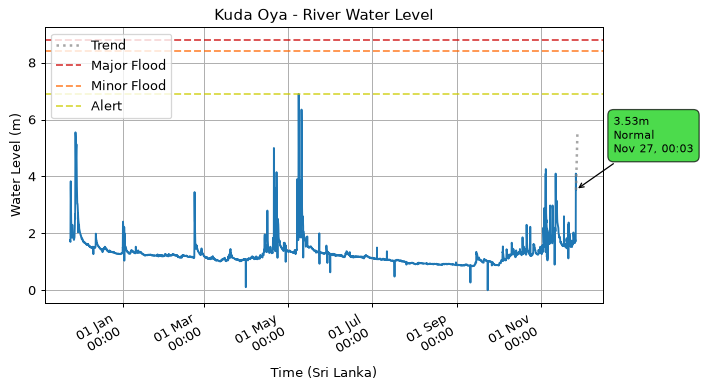 Kuda Oya - River Water Level
Trend
Major Flood
Minor Flood
Alert
3.53m
Normal
Nov 27, 00:03
Water Level (m)
8
6
4
2
0
01 Jan
00:00
01 Mar
00:00
01 May
00:00
01 Jul
00:00
01 Sep
00:00
01 Nov
00:00
Time (Sri Lanka)